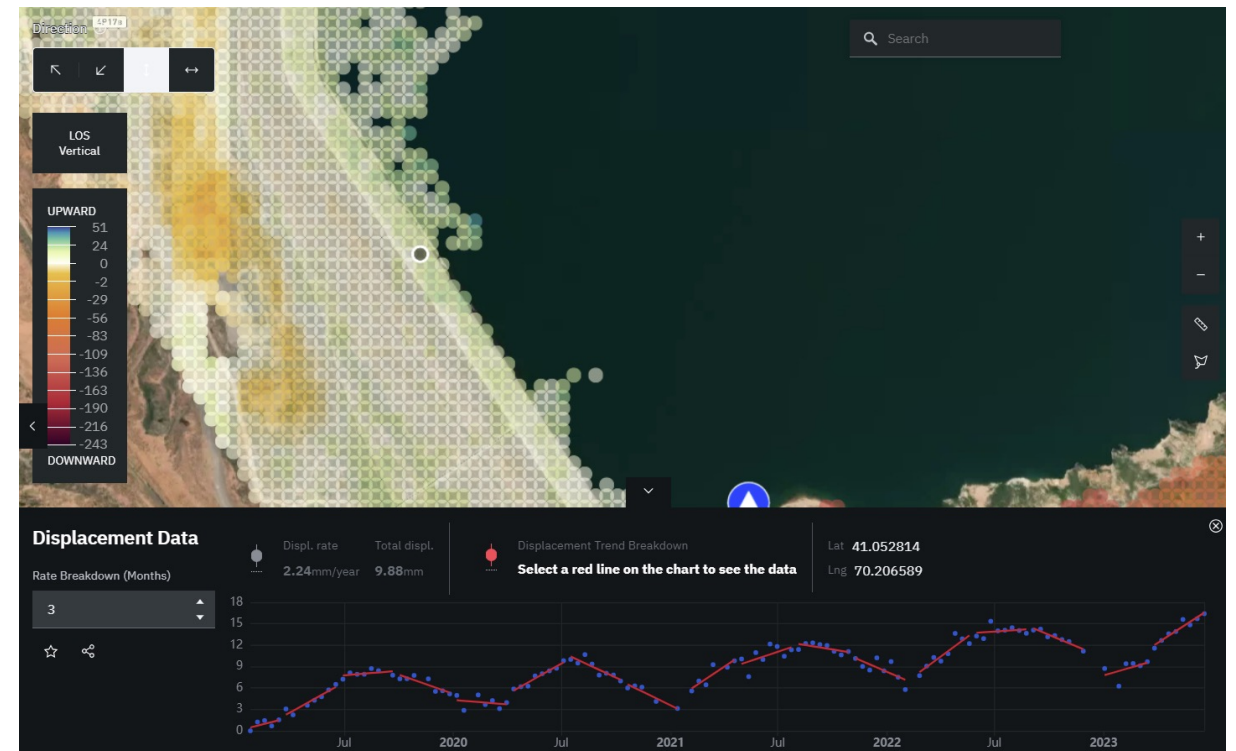 Direction
LOS
Vertical
UPWARD
51
24
0
-2
-29
-56
-83
-109
-136
-163
-190
-216
-243
DOWNWARD
Search
Displacement Data
Rate Breakdown (Months)
3
Displ. rate Total displ.
2.24mm/year 9.88mm
Displacement Trend Breakdown
Select a red line on the chart to see the data
Lat 41.052814
Lng 70.206589
18
15
12
9
6
3
0
Jul 2020 Jul 2021 Jul 2022 Jul 2023